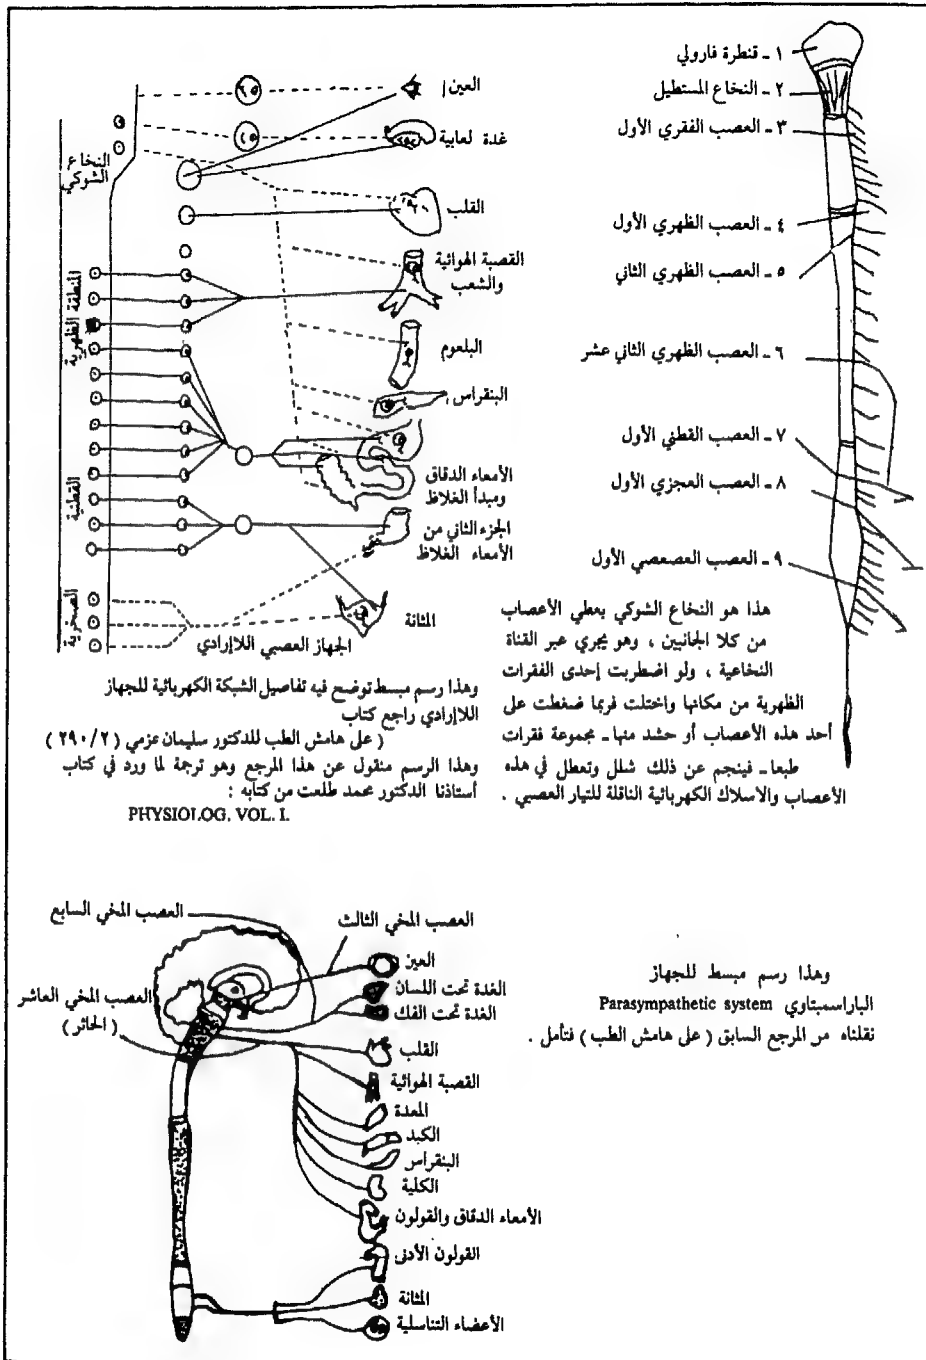 ١ ـ قنطرة فارولي
٢ ـ النخاع المستطيل
٣ ـ العصب الفقري الأول
٤ ـ العصب الظهري الأول
٥ ـ العصب الظهري الثاني
٦ ـ العصب الظهري الثاني عشر
٧ ـ العصب القطني الأول
٨ ـ العصب العجزي الأول
٩ ـ العصب العصعصي الأول
هذا هو النخاع الشوكي يعطي الأعصاب
من كلا الجانبين ، وهو يجري عبر القناة
النخاعية ، ولو اضطربت إحدى الفقرات
الظهرية من مكانها واختلت فربما ضغطت على
أحد هذه الأعصاب أو حشد منها ـ مجموعة فقرات
طبعا ـ فينجم عن ذلك شلل وتعطل في هذه
الأعصاب والاسلاك الكهربائية الناقلة للتيار العصبي .
العين
غدة لعابية
القلب
القصبة الهوائية
والشعب
البلعوم
البنقراس
الأمعاء الدقاق
ومبدأ الغلاظ
الجزء الثاني من
الأمعاء الغلاظ
المثانة
النخاع
الشوكي
المنطقة الظهرية
القطنية
الجهاز العصبي اللاإرادي
وهذا رسم مبسط توضح فيه تفاصيل الشبكة الكهربائية للجهاز
اللاإرادي راجع كتاب
( على هامش الطب للدكتور سليمان عزمي ( ٢ / ٢٩٠ )
وهذا الرسم منقول عن هذا المرجع وهو ترجمة لما ورد في كتاب
أستاذنا الدكتور محمد طلعت من كتابه :
PHYSIOLOG. VOL. I.
العصب المخي السابع
العصب المخي الثالث
العصب المخي العاشر
( الحائر )
العين
الغدة تحت اللسان
الغدة تحت الفك
القلب
القصبة الهوائية
المعدة
الكبد
البنقراس
الكلية
الأمعاء الدقاق والقولون
القولون الأدنى
المثانة
الأعضاء التناسلية
وهذا رسم مبسط للجهاز
الباراسمبتاوي Parasympathetic system
نقلناه من المرجع السابق ( على هامش الطب ) فتأمل .